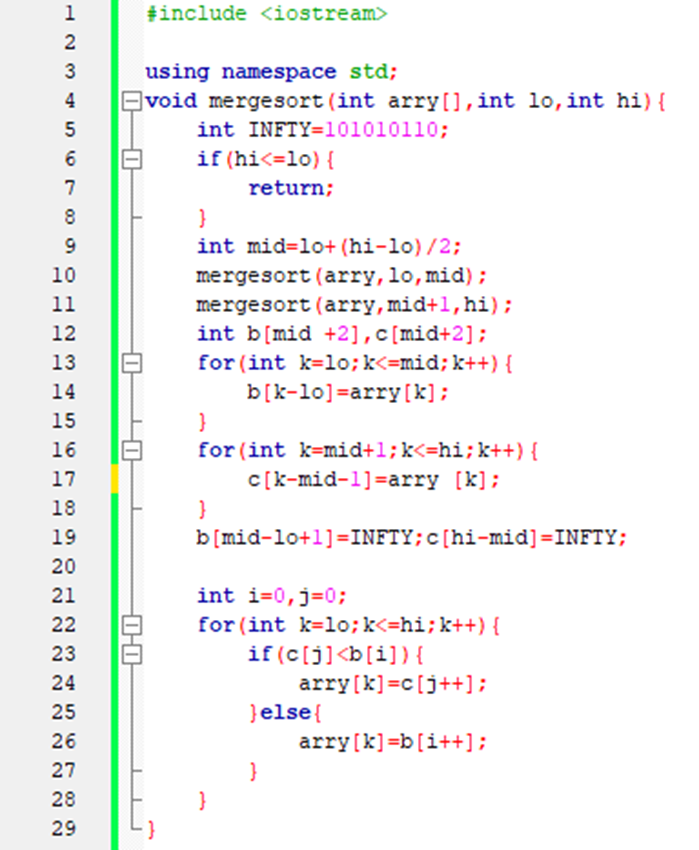 1 #include <iostream>
2
3 using namespace std;
4 void mergesort(int arry[],int lo,int hi){
5     int INFTY=101010110;
6     if(hi<=lo){
7         return;
8     }
9     int mid=lo+(hi-lo)/2;
10     mergesort(arry,lo,mid);
11     mergesort(arry,mid+1,hi);
12     int b[mid +2],c[mid+2];
13     for(int k=lo;k<=mid;k++){
14         b[k-lo]=arry[k];
15     }
16     for(int k=mid+1;k<=hi;k++){
17         c[k-mid-1]=arry [k];
18     }
19     b[mid-lo+1]=INFTY;c[hi-mid]=INFTY;
20
21     int i=0,j=0;
22     for(int k=lo;k<=hi;k++){
23         if(c[j]<b[i]){
24             arry[k]=c[j++];
25         }else{
26             arry[k]=b[i++];
27         }
28     }
29 }